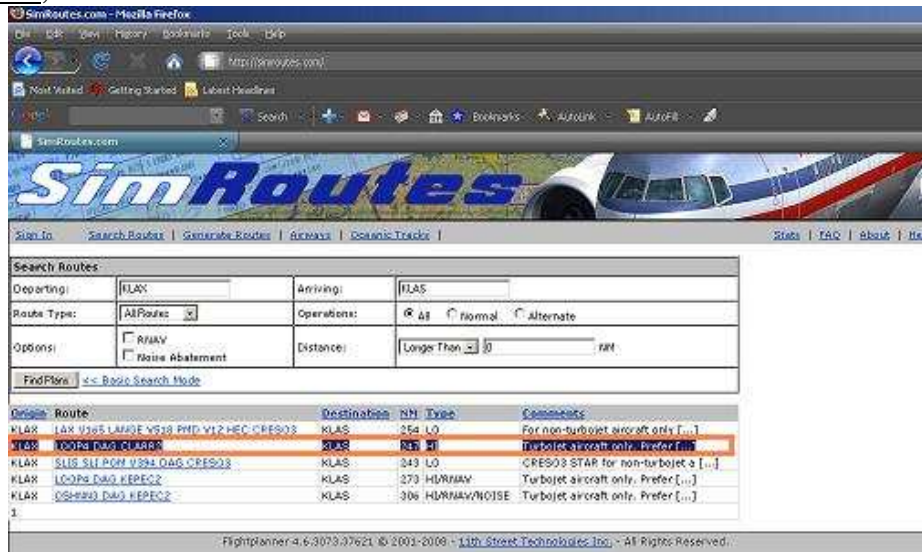 SimRoutes.com - Mozilla Firefox
File Edit View History Bookmarks Tools Help
http://simroutes.com/
Most Visited Getting Started Latest Headlines
Search Bookmarks AutoLink AutoFill
SimRoutes.com
SimRoutes
Sign In Search Routes | Generate Routes | Airways | Oceanic Tracks | Stats | FAQ | About |
Search Routes
Departing: KLAX Arriving: KLAS
Route Type: All Routes Operations: All Normal Alternate
Options: RNAV Noise Abatement Distance: Longer Than 0 NM
Find Plans << Basic Search Mode
Origin Route Destination NM Type Comments
KLAX LAX V165 LANGE V518 PMD V12 HEC CRESO3 KLAS 254 LO For non-turbojet aircraft only [...]
KLAX LOOP4 DAG CLARR2 KLAS 247 HI Turbojet aircraft only. Prefer [...]
KLAX SLI5 SLI POM V394 DAG CRESO3 KLAS 243 LO CRESO3 STAR for non-turbojet a [...]
KLAX LOOP4 DAG KEPEC2 KLAS 273 HI/RNAV Turbojet aircraft only. Prefer [...]
KLAX OSHNN3 DAG KEPEC2 KLAS 306 HI/RNAV/NOISE Turbojet aircraft only. Prefer [...]
1
Flightplanner 4.6.3073.37621 © 2001-2008 - 11th Street Technologies Inc. - All Rights Reserved.